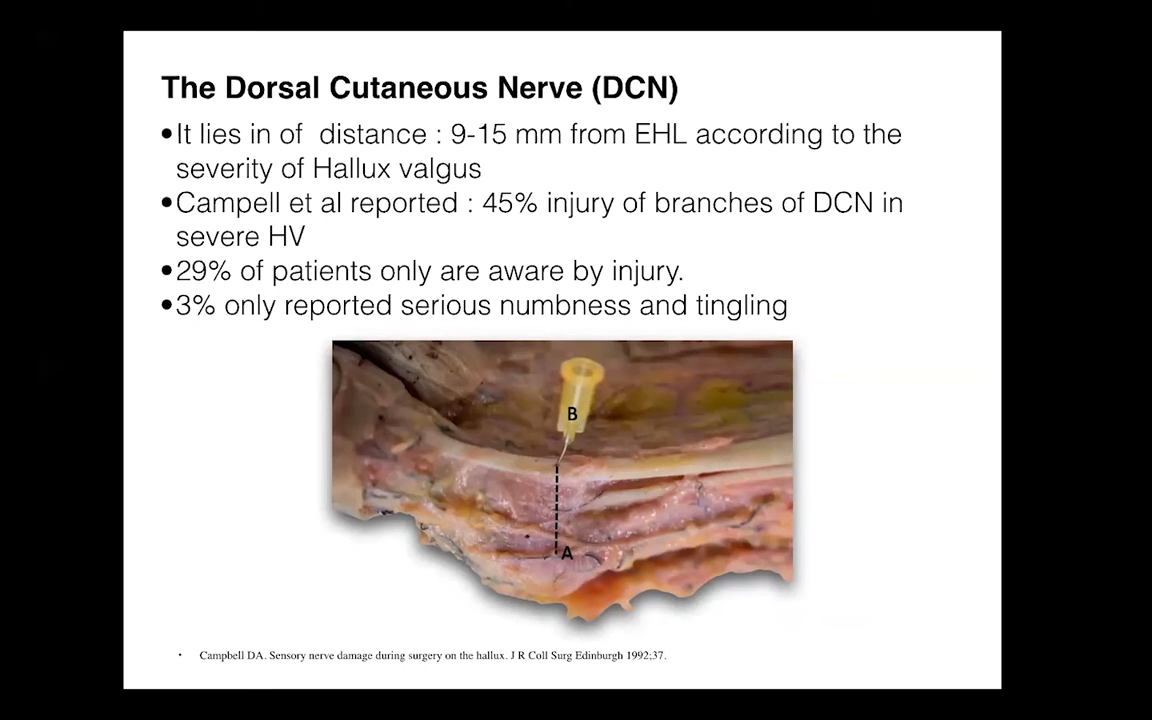 The Dorsal Cutaneous Nerve (DCN)
•It lies in of distance : 9-15 mm from EHL according to the
severity of Hallux valgus
•Campell et al reported : 45% injury of branches of DCN in
severe HV
•29% of patients only are aware by injury.
•3% only reported serious numbness and tingling
B
A
• Campbell DA. Sensory nerve damage during surgery on the hallux. J R Coll Surg Edinburgh 1992;37.